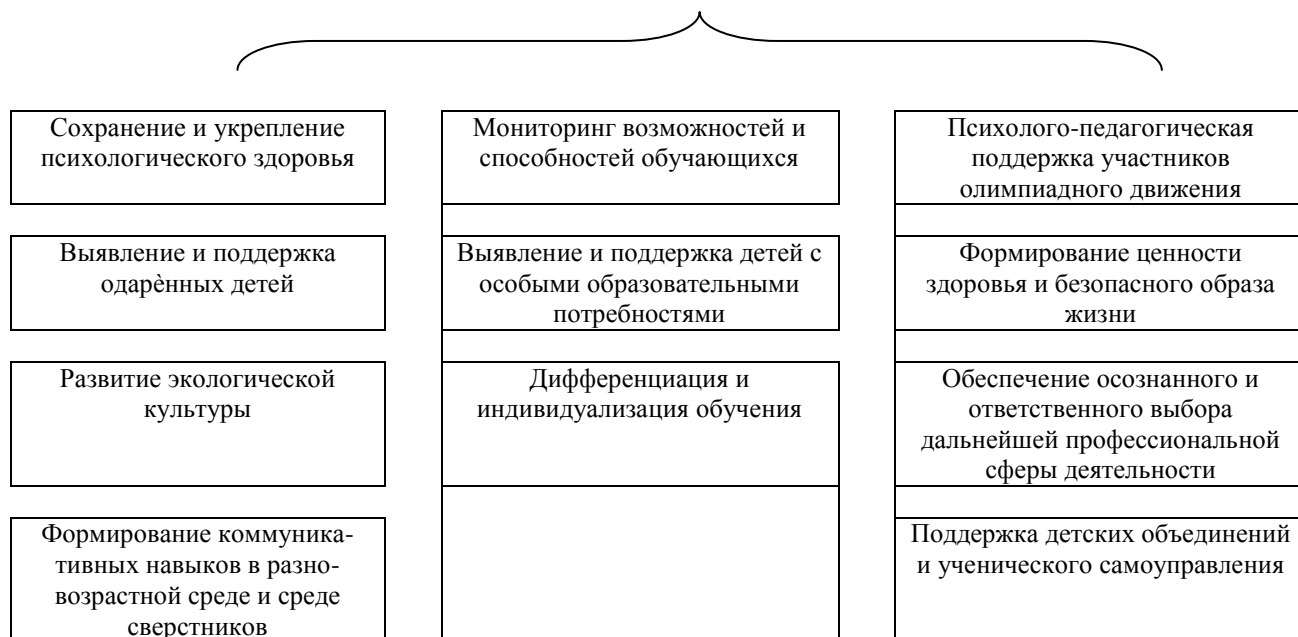 Сохранение и укрепление
психологического здоровья
Мониторинг возможностей и
способностей обучающихся
Психолого-педагогическая
поддержка участников
олимпиадного движения
Выявление и поддержка
одарѐнных детей
Выявление и поддержка детей с
особыми образовательными
потребностями
Формирование ценности
здоровья и безопасного образа
жизни
Развитие экологической
культуры
Дифференциация и
индивидуализация обучения
Обеспечение осознанного и
ответственного выбора
дальнейшей профессиональной
сферы деятельности
Формирование коммуника-
тивных навыков в разно-
возрастной среде и среде
сверстников
Поддержка детских объединений
и ученического самоуправления